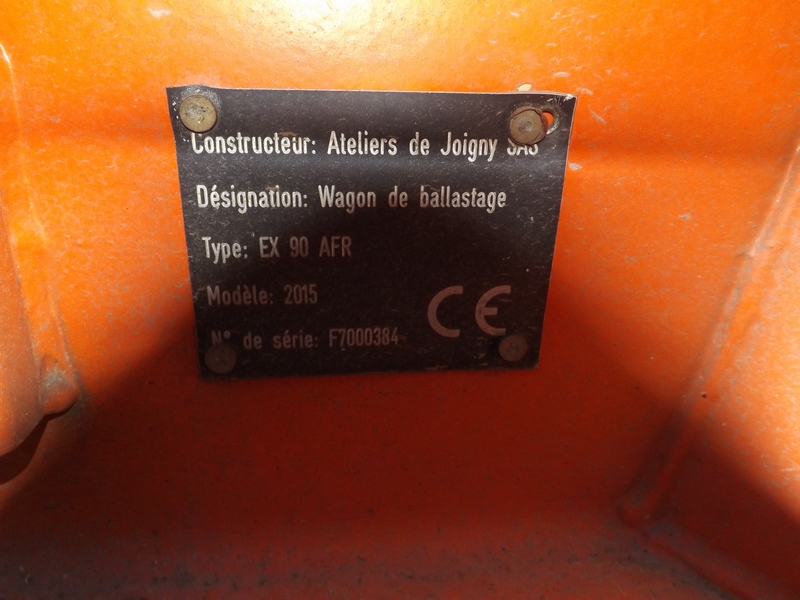 Constructeur: Ateliers de Joigny SAS
Désignation: Wagon de ballastage
Type: EX 90 AFR
Modèle: 2015
N° de série: F7000384
CE